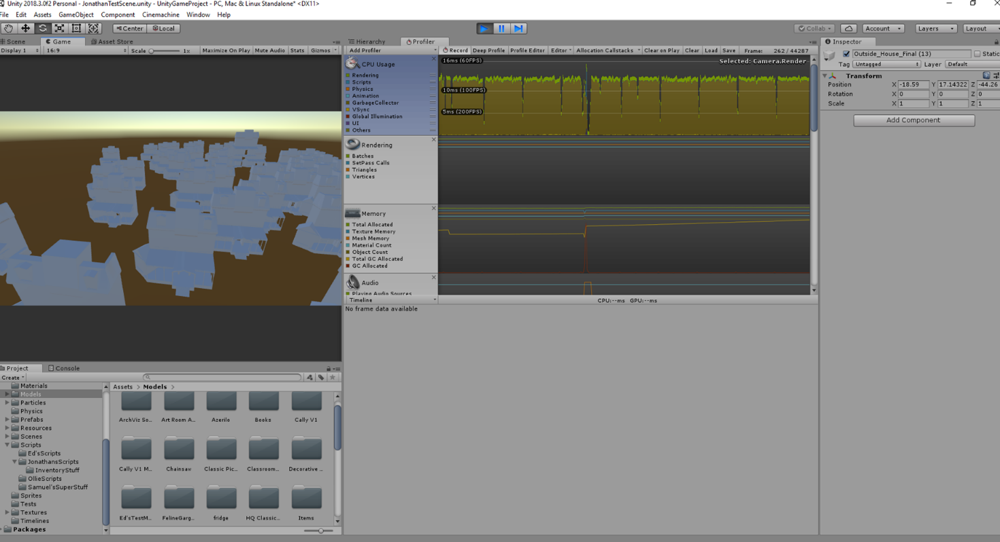 Unity 2018.3.0f2 Personal - JonathanTestScene.unity - UnityGameProject - PC, Mac & Linux Standalone* <DX11>
File Edit Assets GameObject Component Cinemachine Window Help
Center Local
Collab Account Layers Layout
Scene Game Asset Store
Display 1 16:9 Scale 1x Maximize On Play Mute Audio Stats Gizmos
Hierarchy Profiler
Add Profiler Record Deep Profile Profile Editor Editor Allocation Callstacks Clear on Play Clear Load Save Frame: 262 / 44287
CPU Usage
Rendering
Scripts
Physics
Animation
GarbageCollector
VSync
Global Illumination
UI
Others
16ms (60FPS)
Selected: Camera.Render
10ms (100FPS)
5ms (200FPS)
Rendering
Batches
SetPass Calls
Triangles
Vertices
Memory
Total Allocated
Texture Memory
Mesh Memory
Material Count
Object Count
Total GC Allocated
GC Allocated
Audio
Playing Audio Sources
Timeline CPU:--ms GPU:--ms
No frame data available
Inspector
Outside_House_Final (13) Static
Tag Untagged Layer Default
Transform
Position X -18.59 Y 17.14322 Z -44.26
Rotation X 0 Y 0 Z 0
Scale X 1 Y 1 Z 1
Add Component
Project Console
Create
Materials
Models
Particles
Physics
Prefabs
Resources
Scenes
Scripts
Ed'sScripts
JonathansScripts
InventoryStuff
OllieScripts
Samuel'sSuperStuff
Sprites
Tests
Textures
Timelines
Packages
Assets > Models >
ArchViz So... Art Room A... Azerilo Books Cally V1
Cally V1 M... Chainsaw Classic Pic... Classroom... Decorative ...
Ed'sTestM... FelineGarg... fridge HQ Classic... Items